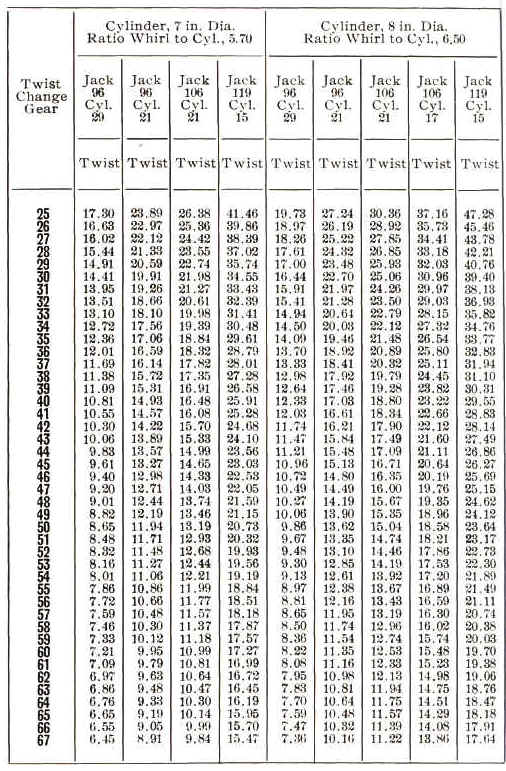 Cylinder, 7 in. Dia. Cylinder, 8 in. Dia.
Ratio Whirl to Cyl., 5.70 Ratio Whirl to Cyl., 6.50
Twist Change Gear Jack 96 Cyl. 29 Jack 96 Cyl. 21 Jack 106 Cyl. 21 Jack 119 Cyl. 15 Jack 96 Cyl. 29 Jack 96 Cyl. 21 Jack 106 Cyl. 21 Jack 106 Cyl. 17 Jack 119 Cyl. 15
Twist Twist Twist Twist Twist Twist Twist Twist Twist
25 17.30 23.89 26.38 41.46 19.73 27.24 30.36 37.16 47.28
26 16.63 22.97 25.36 39.86 18.97 26.19 28.92 35.73 45.46
27 16.02 22.12 24.42 38.39 18.26 25.22 27.85 34.41 43.78
28 15.44 21.33 23.55 37.02 17.61 24.32 26.85 33.18 42.21
29 14.91 20.59 22.74 35.74 17.00 23.48 25.93 32.03 40.76
30 14.41 19.91 21.98 34.55 16.44 22.70 25.06 30.96 39.40
31 13.95 19.26 21.27 33.43 15.91 21.97 24.26 29.97 38.13
32 13.51 18.66 20.61 32.39 15.41 21.28 23.50 29.03 36.93
33 13.10 18.10 19.98 31.41 14.94 20.64 22.79 28.15 35.82
34 12.72 17.56 19.39 30.48 14.50 20.03 22.12 27.32 34.76
35 12.36 17.06 18.84 29.61 14.09 19.46 21.48 26.54 33.77
36 12.01 16.59 18.32 28.79 13.70 18.92 20.89 25.80 32.83
37 11.69 16.14 17.82 28.01 13.33 18.41 20.32 25.11 31.94
38 11.38 15.72 17.35 27.28 12.98 17.92 19.79 24.45 31.10
39 11.09 15.31 16.91 26.58 12.64 17.46 19.28 23.82 30.31
40 10.81 14.93 16.48 25.91 12.33 17.03 18.80 23.22 29.55
41 10.55 14.57 16.08 25.28 12.03 16.61 18.34 22.66 28.83
42 10.30 14.22 15.70 24.68 11.74 16.21 17.90 22.12 28.14
43 10.06 13.89 15.33 24.10 11.47 15.84 17.49 21.60 27.49
44 9.83 13.57 14.99 23.56 11.21 15.48 17.09 21.11 26.86
45 9.61 13.27 14.65 23.03 10.96 15.13 16.71 20.64 26.27
46 9.40 12.98 14.33 22.53 10.72 14.80 16.35 20.19 25.69
47 9.20 12.71 14.03 22.05 10.49 14.49 16.00 19.76 25.15
48 9.01 12.44 13.74 21.59 10.27 14.19 15.67 19.35 24.62
49 8.82 12.19 13.46 21.15 10.06 13.90 15.35 18.96 24.12
50 8.65 11.94 13.19 20.73 9.86 13.62 15.04 18.58 23.64
51 8.48 11.71 12.93 20.32 9.67 13.35 14.74 18.21 23.17
52 8.32 11.48 12.68 19.93 9.48 13.10 14.46 17.86 22.73
53 8.16 11.27 12.44 19.56 9.30 12.85 14.19 17.53 22.30
54 8.01 11.06 12.21 19.19 9.13 12.61 13.92 17.20 21.89
55 7.86 10.86 11.99 18.84 8.97 12.38 13.67 16.89 21.49
56 7.72 10.66 11.77 18.51 8.81 12.16 13.43 16.59 21.11
57 7.59 10.48 11.57 18.18 8.65 11.95 13.19 16.30 20.74
58 7.46 10.30 11.37 17.87 8.50 11.74 12.96 16.02 20.38
59 7.33 10.12 11.18 17.57 8.36 11.54 12.74 15.74 20.03
60 7.21 9.95 10.99 17.27 8.22 11.35 12.53 15.48 19.70
61 7.09 9.79 10.81 16.99 8.08 11.16 12.33 15.23 19.38
62 6.97 9.63 10.64 16.72 7.95 10.98 12.13 14.98 19.06
63 6.86 9.48 10.47 16.45 7.83 10.81 11.94 14.75 18.76
64 6.76 9.33 10.30 16.19 7.70 10.64 11.75 14.51 18.47
65 6.65 9.19 10.14 15.95 7.59 10.48 11.57 14.29 18.18
66 6.55 9.05 9.99 15.70 7.47 10.32 11.39 14.08 17.91
67 6.45 8.91 9.84 15.47 7.36 10.16 11.22 13.86 17.64